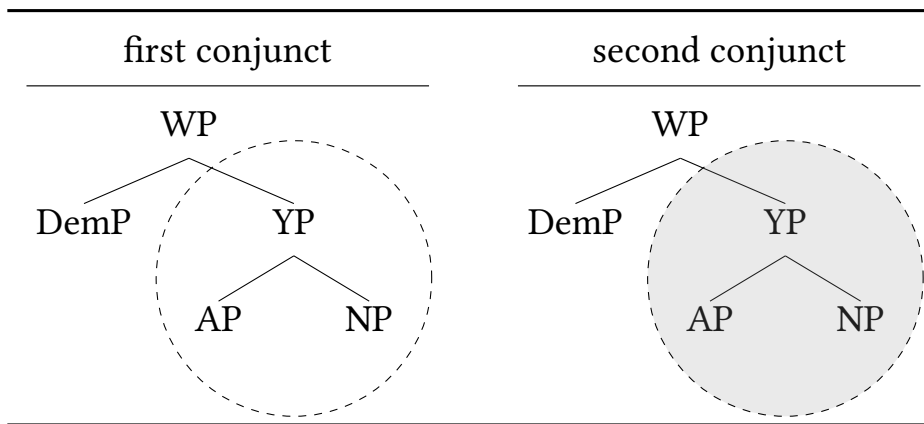 first conjunct second conjunct
WP WP
DemP YP DemP YP
AP NP AP NP